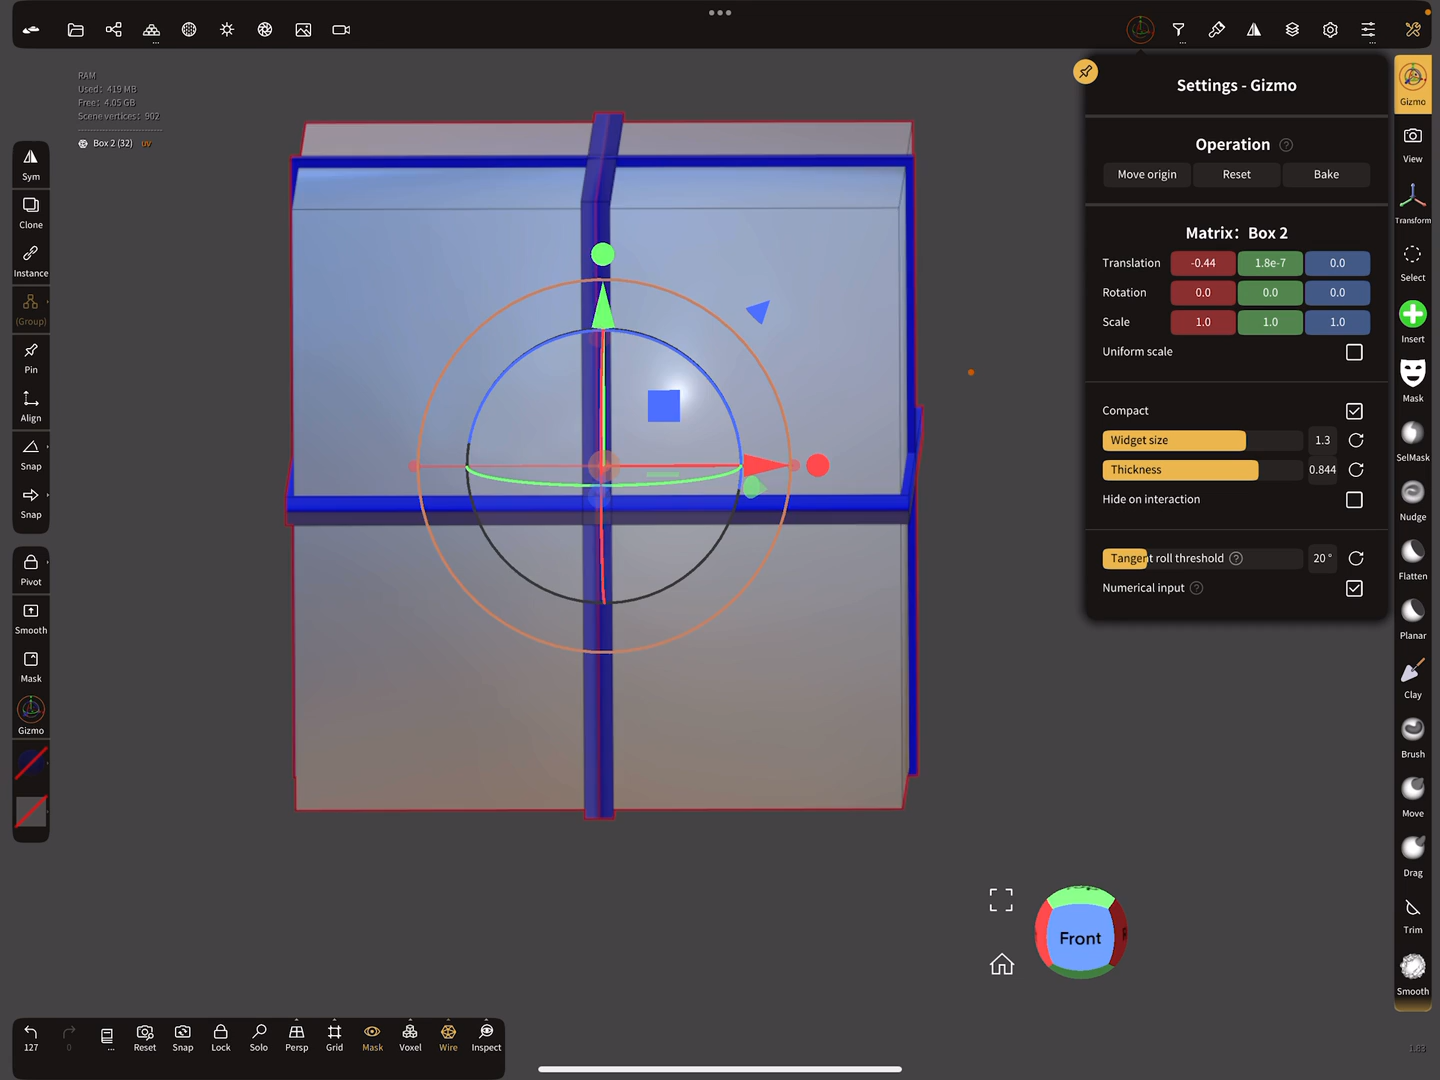 RAM
Used: 419 MB
Free: 4.05 GB
Scene vertices: 902
Box 2 (32) UV
Sym
Clone
Instance
(Group)
Pin
Align
Snap
Snap
Pivot
Smooth
Mask
Gizmo
Settings - Gizmo
Operation ?
Move origin Reset Bake
Matrix: Box 2
Translation -0.44 1.8e-7 0.0
Rotation 0.0 0.0 0.0
Scale 1.0 1.0 1.0
Uniform scale
Compact
Widget size 1.3
Thickness 0.844
Hide on interaction
Tangent roll threshold ? 20 °
Numerical input ?
Gizmo
View
Transform
Select
Insert
Mask
SelMask
Nudge
Flatten
Planar
Clay
Brush
Move
Drag
Trim
Smooth
Front
127 0 ... Reset Snap Lock Solo Persp Grid Mask Voxel Wire Inspect
1.83